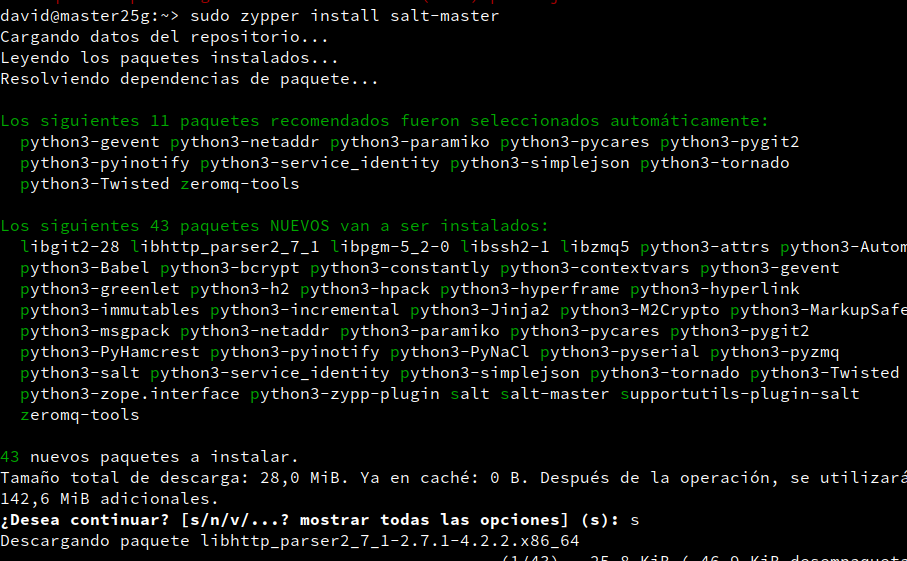 david@master25g:~> sudo zypper install salt-master
Cargando datos del repositorio...
Leyendo los paquetes instalados...
Resolviendo dependencias de paquete...
Los siguientes 11 paquetes recomendados fueron seleccionados automáticamente:
python3-gevent python3-netaddr python3-paramiko python3-pycares python3-pygit2
python3-pyinotify python3-service_identity python3-simplejson python3-tornado
python3-Twisted zeromq-tools
Los siguientes 43 paquetes NUEVOS van a ser instalados:
libgit2-28 libhttp_parser2_7_1 libpgm-5_2-0 libssh2-1 libzmq5 python3-attrs python3-Autom
python3-Babel python3-bcrypt python3-constantly python3-contextvars python3-gevent
python3-greenlet python3-h2 python3-hpack python3-hyperframe python3-hyperlink
python3-immutables python3-incremental python3-Jinja2 python3-M2Crypto python3-MarkupSafe
python3-msgpack python3-netaddr python3-paramiko python3-pycares python3-pygit2
python3-PyHamcrest python3-pyinotify python3-PyNaCl python3-pyserial python3-pyzmq
python3-salt python3-service_identity python3-simplejson python3-tornado python3-Twisted
python3-zope.interface python3-zypp-plugin salt salt-master supportutils-plugin-salt
zeromq-tools
43 nuevos paquetes a instalar.
Tamaño total de descarga: 28,0 MiB. Ya en caché: 0 B. Después de la operación, se utilizará
142,6 MiB adicionales.
¿Desea continuar? [s/n/v/...? mostrar todas las opciones] (s): s
Descargando paquete libhttp_parser2_7_1-2.7.1-4.2.2.x86_64
(1/43), 25,8 KiB ( 46,9 KiB desempaqueta